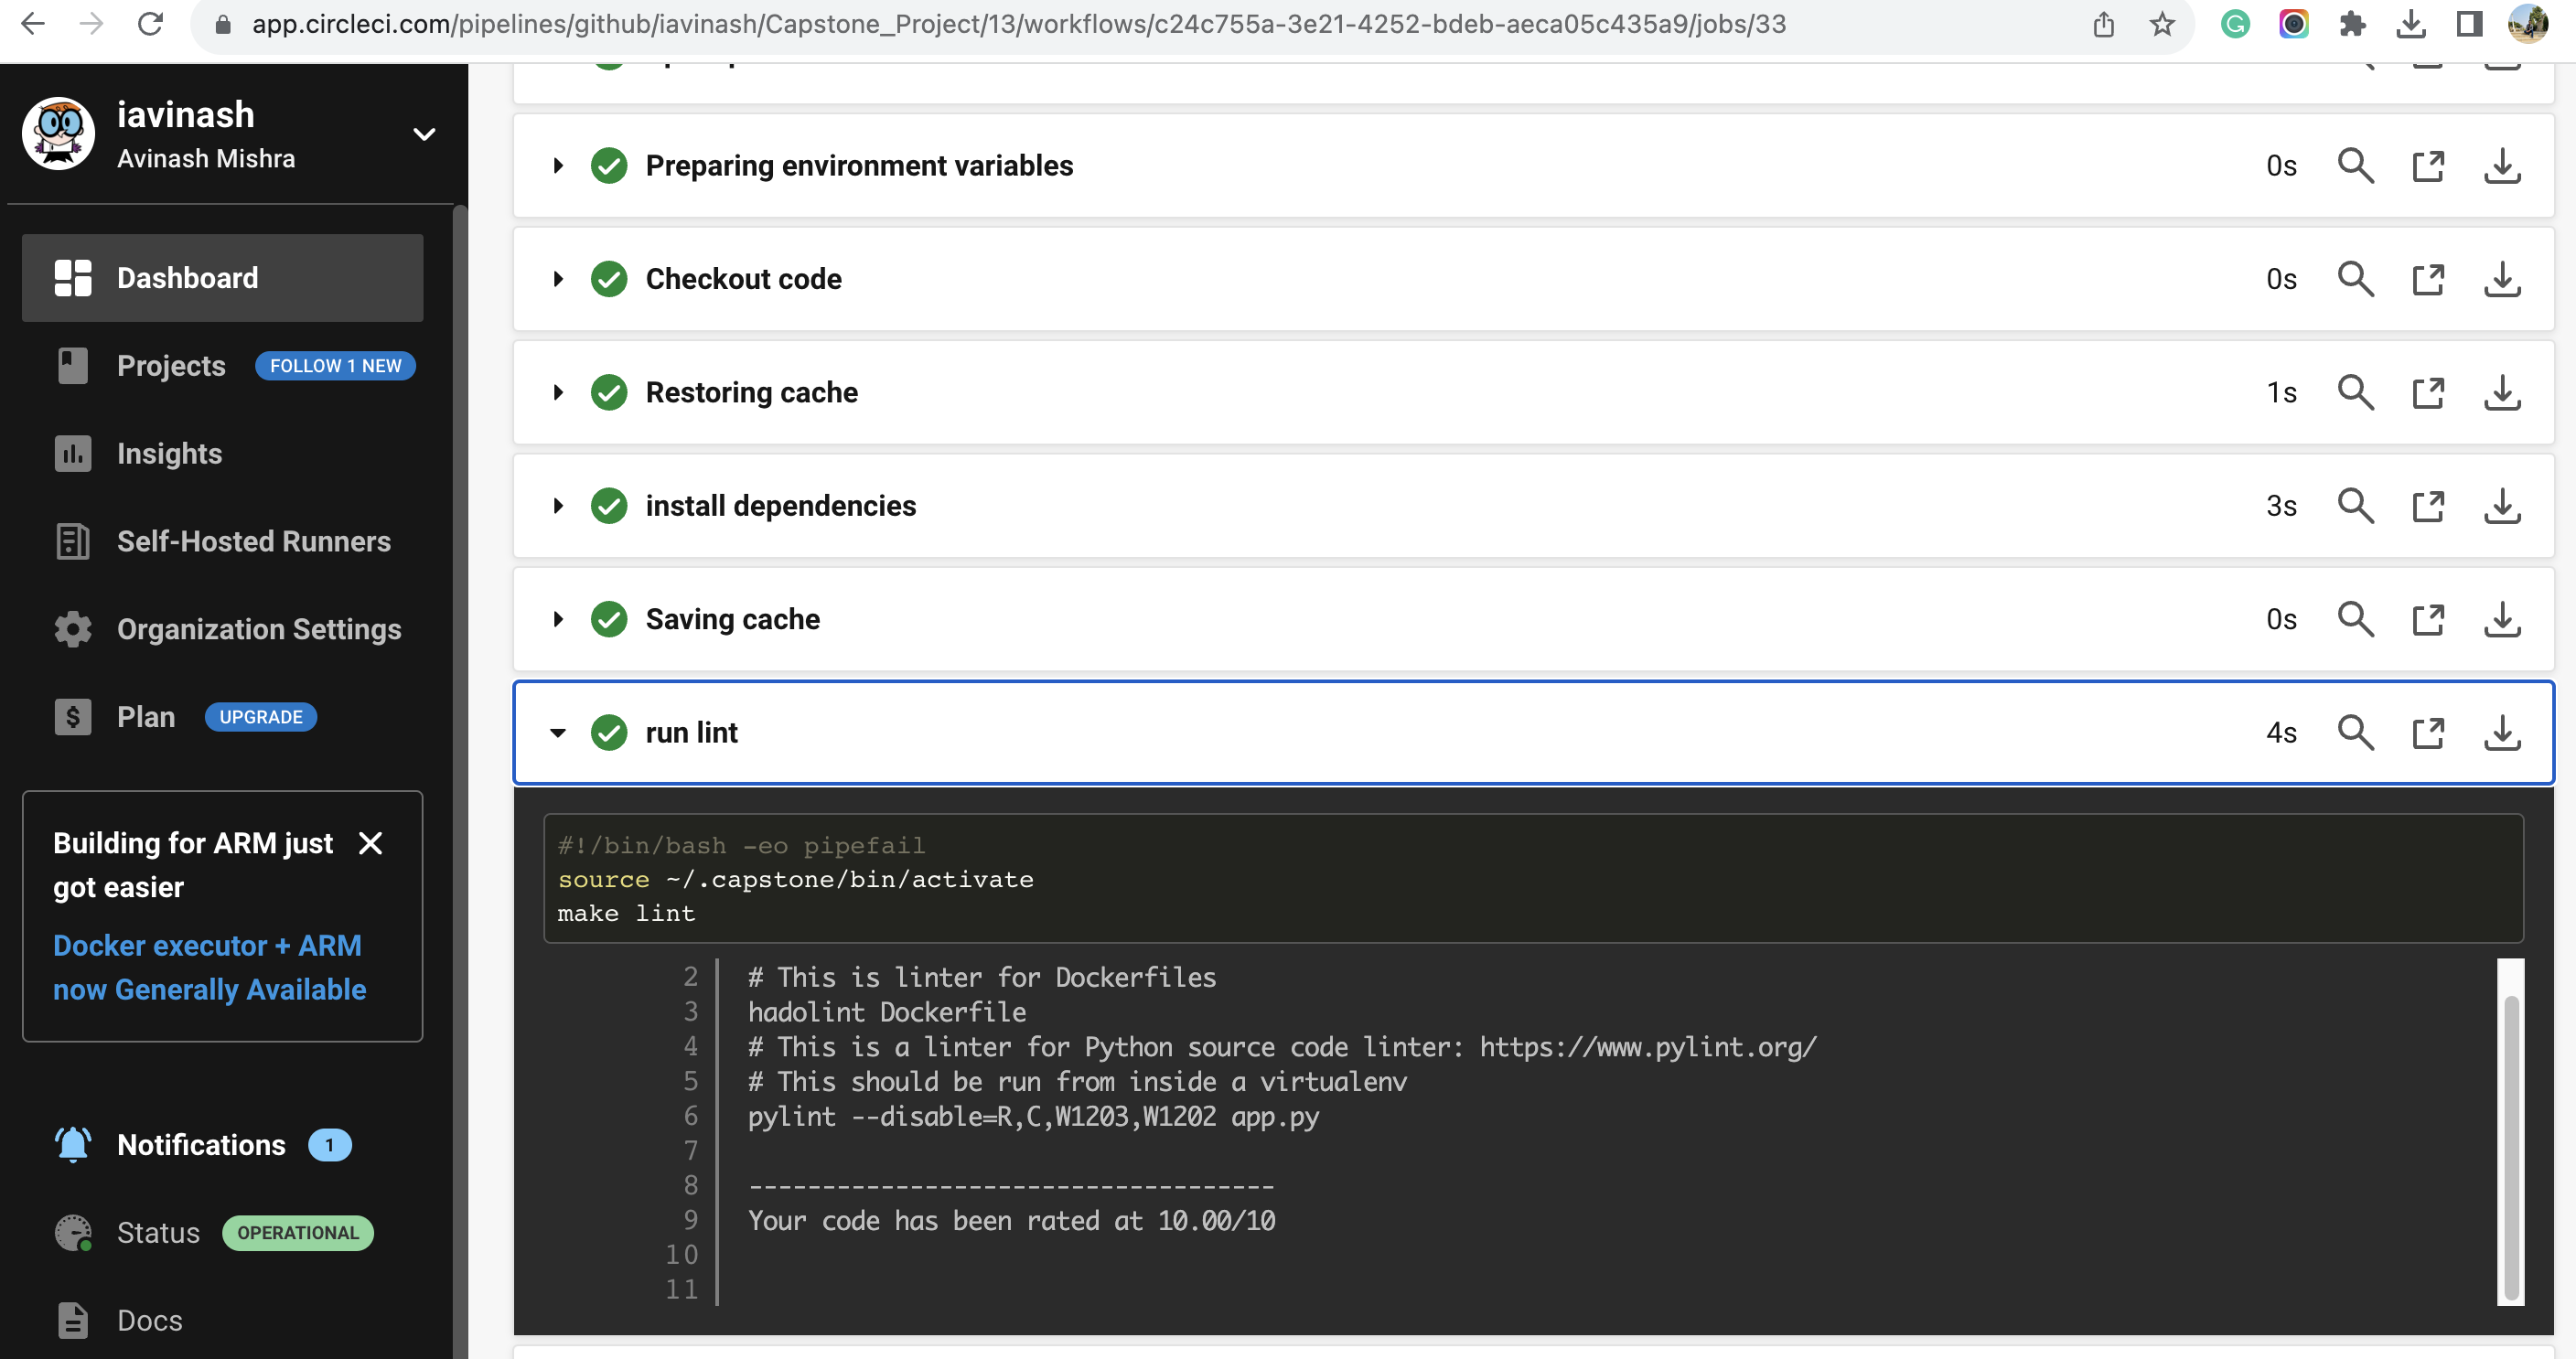 app.circleci.com/pipelines/github/iavinash/Capstone_Project/13/workflows/c24c755a-3e21-4252-bdeb-aeca05c435a9/jobs/33
iavinash
Avinash Mishra
Dashboard
Projects FOLLOW 1 NEW
Insights
Self-Hosted Runners
Organization Settings
Plan UPGRADE
Building for ARM just
got easier
Docker executor + ARM
now Generally Available
Notifications 1
Status OPERATIONAL
Docs
Preparing environment variables 0s
Checkout code 0s
Restoring cache 1s
install dependencies 3s
Saving cache 0s
run lint 4s
#!/bin/bash -eo pipefail
source ~/.capstone/bin/activate
make lint
2 # This is linter for Dockerfiles
3 hadolint Dockerfile
4 # This is a linter for Python source code linter: https://www.pylint.org/
5 # This should be run from inside a virtualenv
6 pylint --disable=R,C,W1203,W1202 app.py
7
8 ------------------------------------
9 Your code has been rated at 10.00/10
10
11